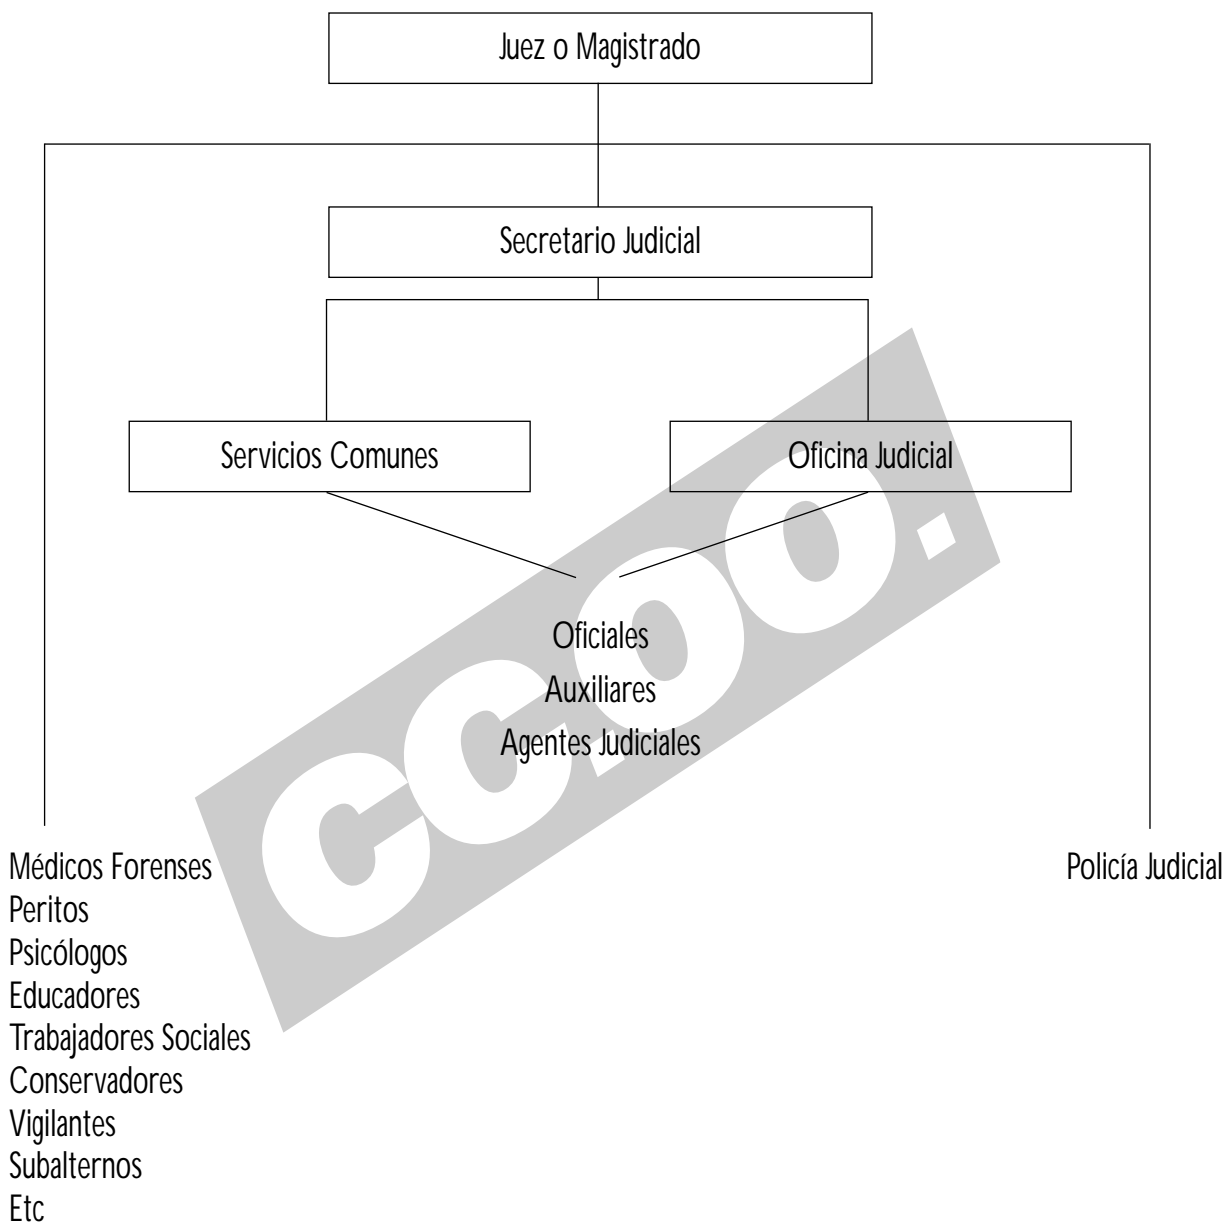 Juez o Magistrado
Secretario Judicial
Servicios Comunes
Oficina Judicial
Oficiales
Auxiliares
Agentes Judiciales
CC.OO.
Médicos Forenses
Peritos
Psicólogos
Educadores
Trabajadores Sociales
Conservadores
Vigilantes
Subalternos
Etc
Policía Judicial